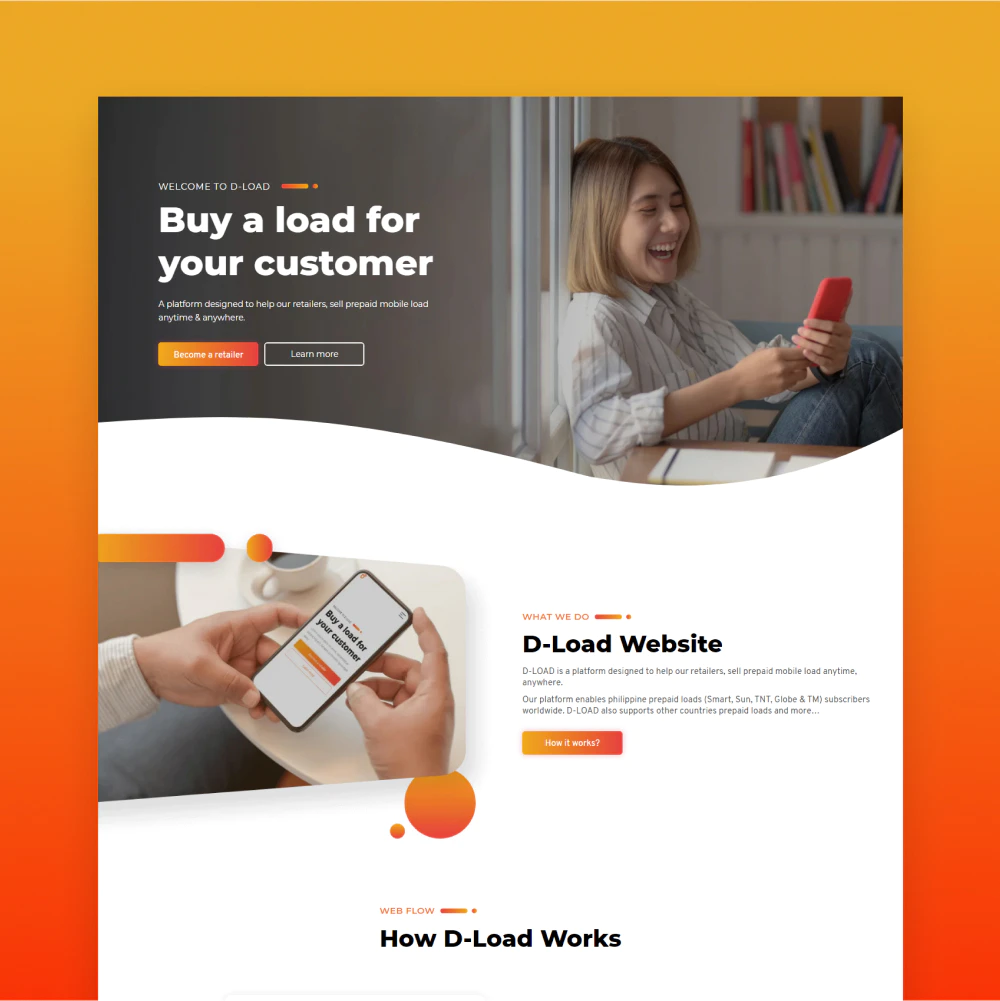 WELCOME TO D-LOAD
Buy a load for
your customer
A platform designed to help our retailers, sell prepaid mobile load
anytime & anywhere.
Become a retailer
Learn more
Buy a load for
your customer
WHAT WE DO
D-Load Website
D-LOAD is a platform designed to help our retailers, sell prepaid mobile load anytime,
anywhere.
Our platform enables philippine prepaid loads (Smart, Sun, TNT, Globe & TM) subscribers
worldwide. D-LOAD also supports other countries prepaid loads and more...
How it works?
WEB FLOW
How D-Load Works